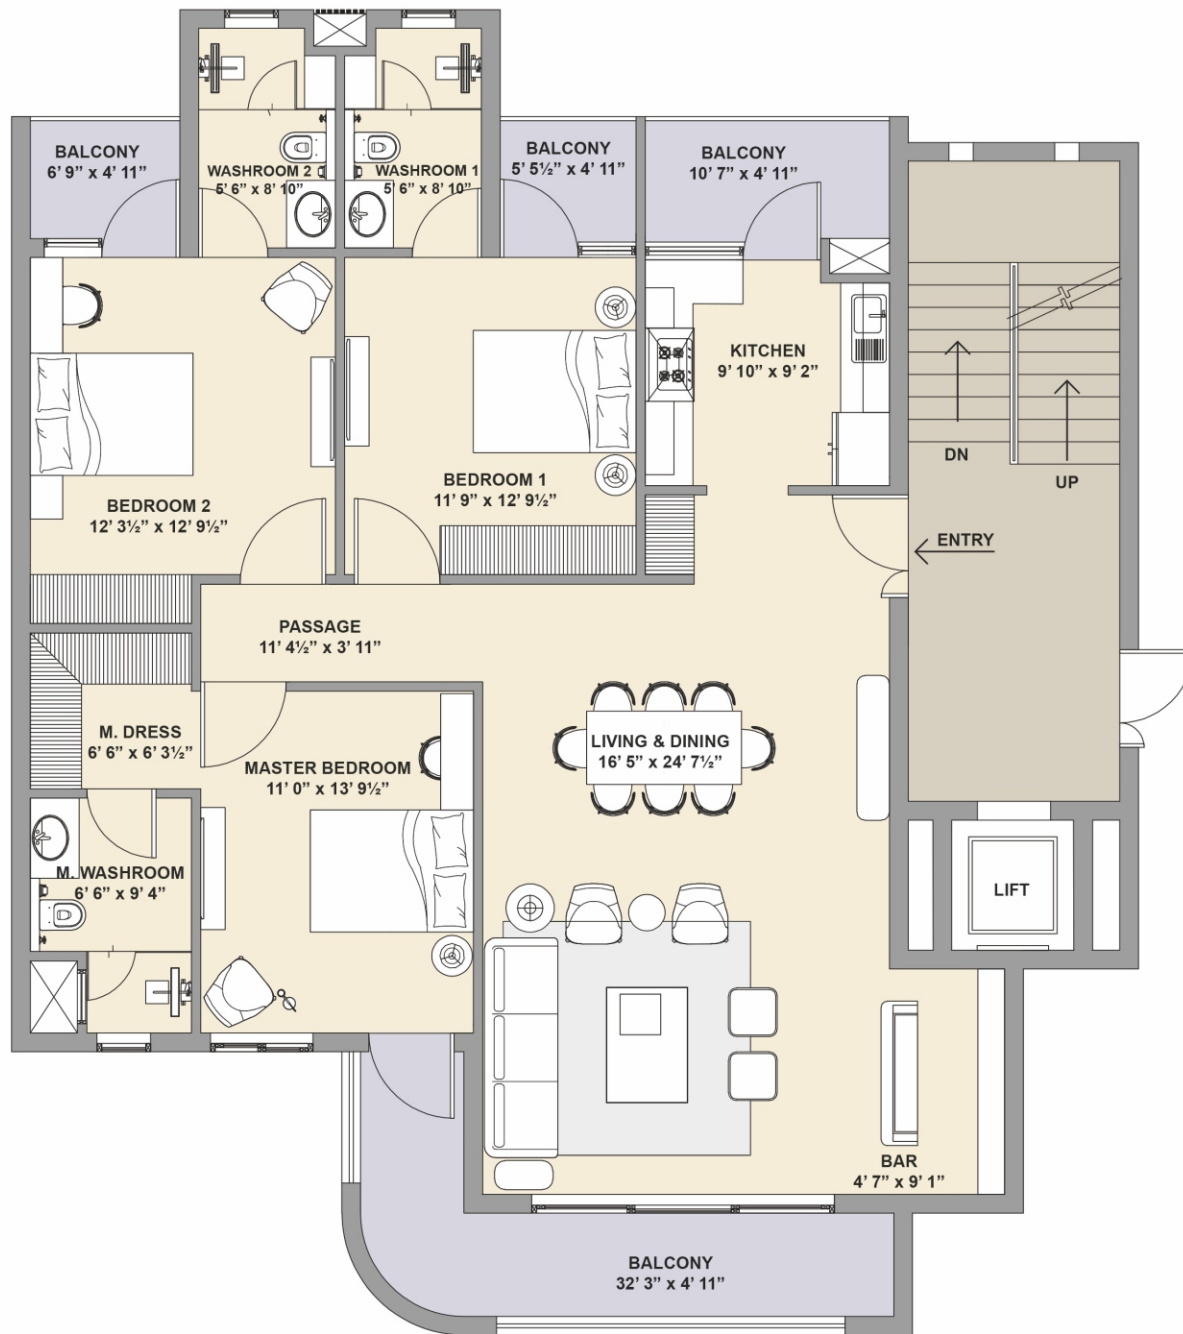 BALCONY
6’ 9” x 4’ 11”
WASHROOM 2
5’ 6” x 8’ 10”
WASHROOM 1
5’ 6” x 8’ 10”
BALCONY
5’ 5½” x 4’ 11”
BALCONY
10’ 7” x 4’ 11”
KITCHEN
9’ 10” x 9’ 2”
DN
UP
BEDROOM 2
12’ 3½” x 12’ 9½”
BEDROOM 1
11’ 9” x 12’ 9½”
ENTRY
PASSAGE
11’ 4½” x 3’ 11”
M. DRESS
6’ 6” x 6’ 3½”
MASTER BEDROOM
11’ 0” x 13’ 9½”
LIVING & DINING
16’ 5” x 24’ 7½”
M. WASHROOM
6’ 6” x 9’ 4”
LIFT
BAR
4’ 7” x 9’ 1”
BALCONY
32’ 3” x 4’ 11”